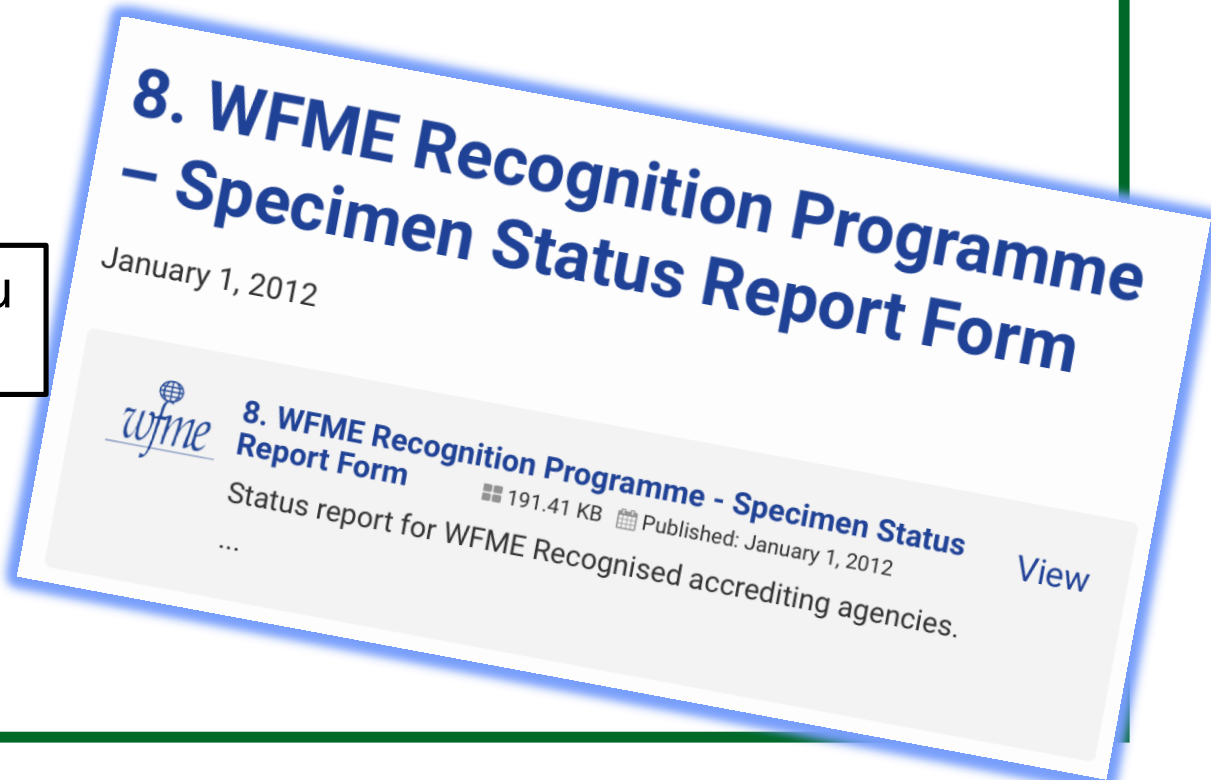 8. WFME Recognition Programme
– Specimen Status Report Form
January 1, 2012
u
wfme
8. WFME Recognition Programme - Specimen Status
Report Form
191.41 KB Published: January 1, 2012
Status report for WFME Recognised accrediting agencies.
...
View